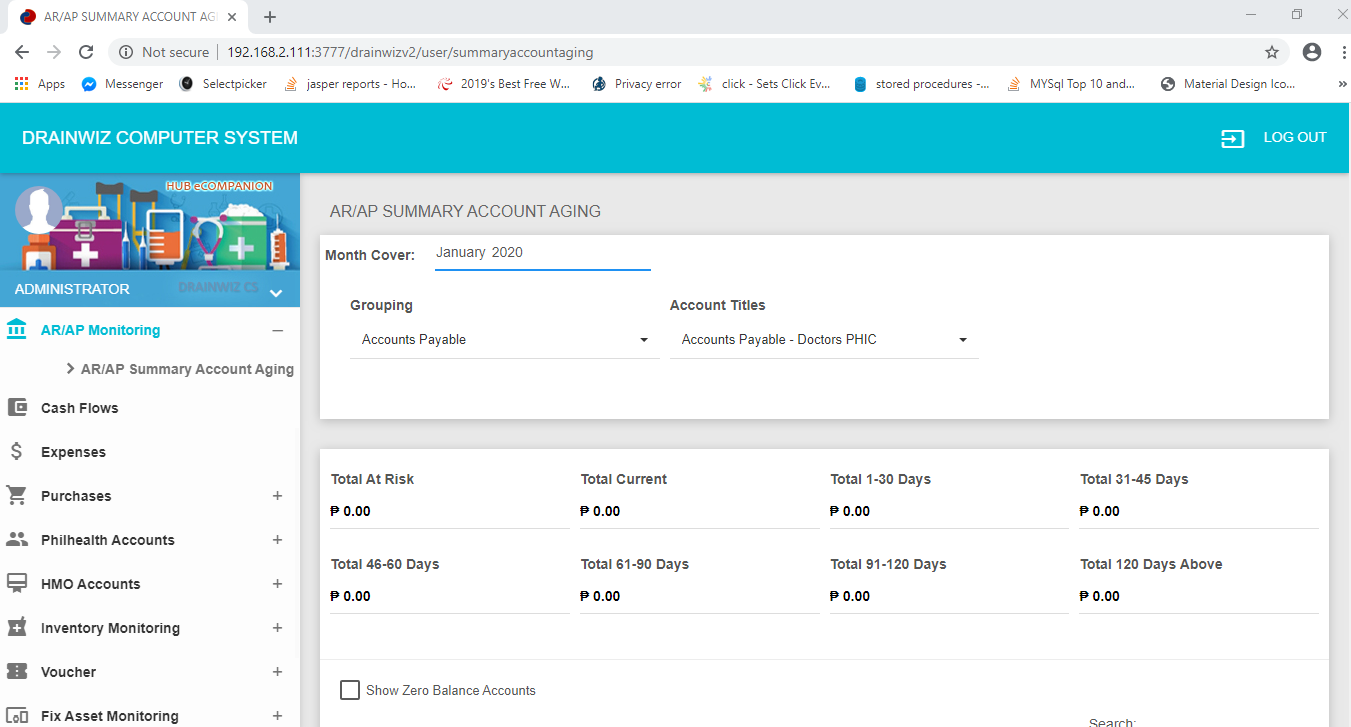 AR/AP SUMMARY ACCOUNT AG
Not secure 192.168.2.111:3777/drainwizv2/user/summaryaccountaging
Apps Messenger Selectpicker jasper reports - Ho... 2019's Best Free W... Privacy error click - Sets Click Ev... stored procedures -... MYSql Top 10 and... Material Design Ico... »
DRAINWIZ COMPUTER SYSTEM
LOG OUT
HUB eCOMPANION
ADMINISTRATOR
DRAINWIZ CS
AR/AP Monitoring
AR/AP Summary Account Aging
Cash Flows
Expenses
Purchases
Philhealth Accounts
HMO Accounts
Inventory Monitoring
Voucher
Fix Asset Monitoring
AR/AP SUMMARY ACCOUNT AGING
Month Cover: January 2020
Grouping Account Titles
Accounts Payable Accounts Payable - Doctors PHIC
Total At Risk Total Current Total 1-30 Days Total 31-45 Days
₱ 0.00 ₱ 0.00 ₱ 0.00 ₱ 0.00
Total 46-60 Days Total 61-90 Days Total 91-120 Days Total 120 Days Above
₱ 0.00 ₱ 0.00 ₱ 0.00 ₱ 0.00
Show Zero Balance Accounts
Search: